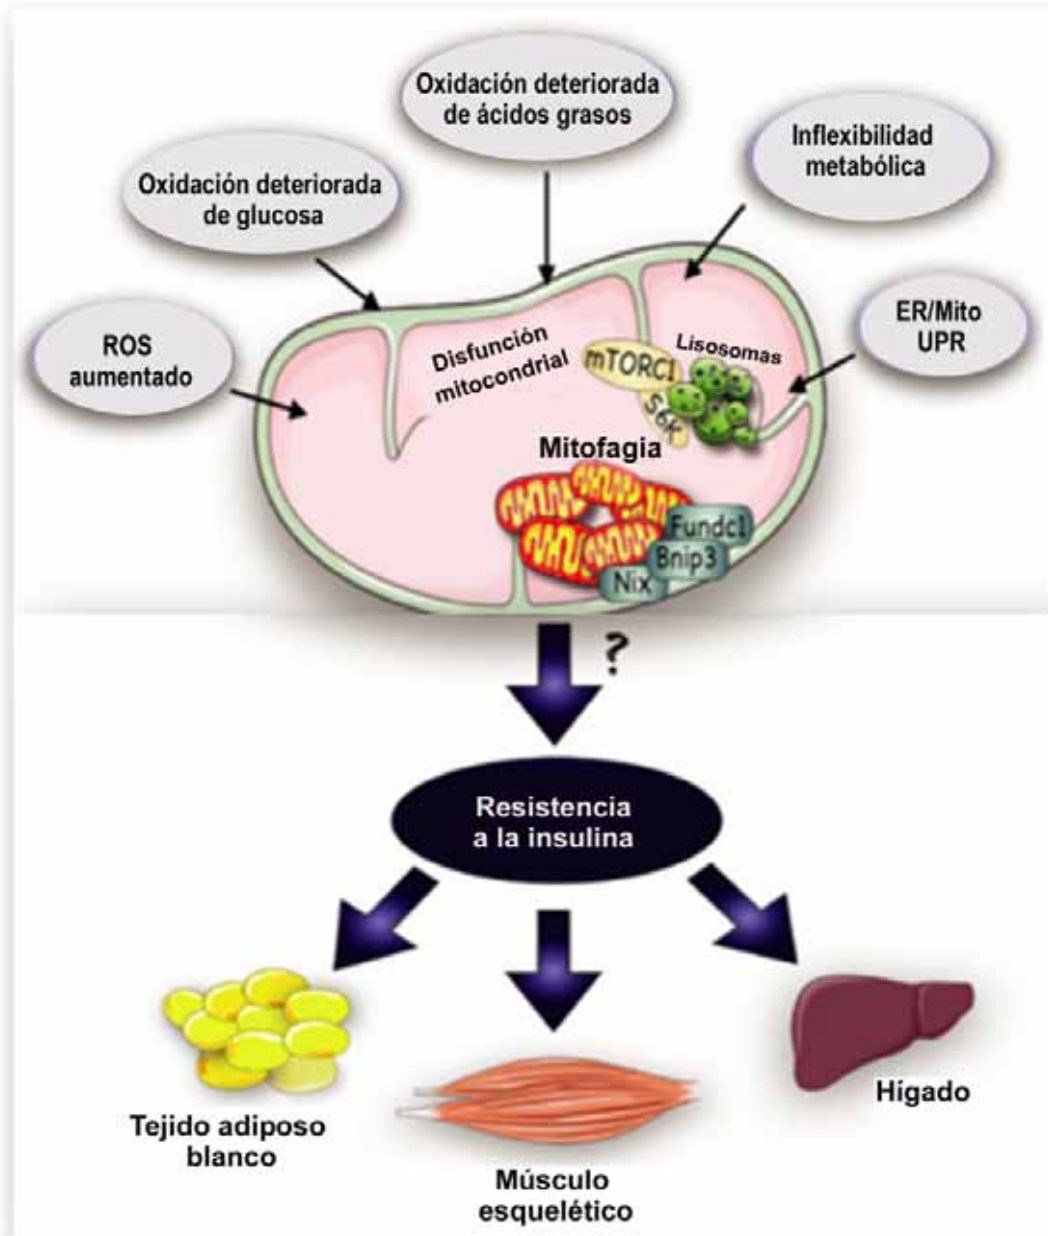 Oxidación deteriorada
de ácidos grasos
Inflexibilidad
metabólica
Oxidación deteriorada
de glucosa
ER/Mito
UPR
ROS
aumentado
Disfunción
mitocondrial
Lisosomas
mTORC1
S6K
Mitofagia
Fundc1
Bnip3
Nix
?
Resistencia
a la insulina
Tejido adiposo
blanco
Músculo
esquelético
Hígado